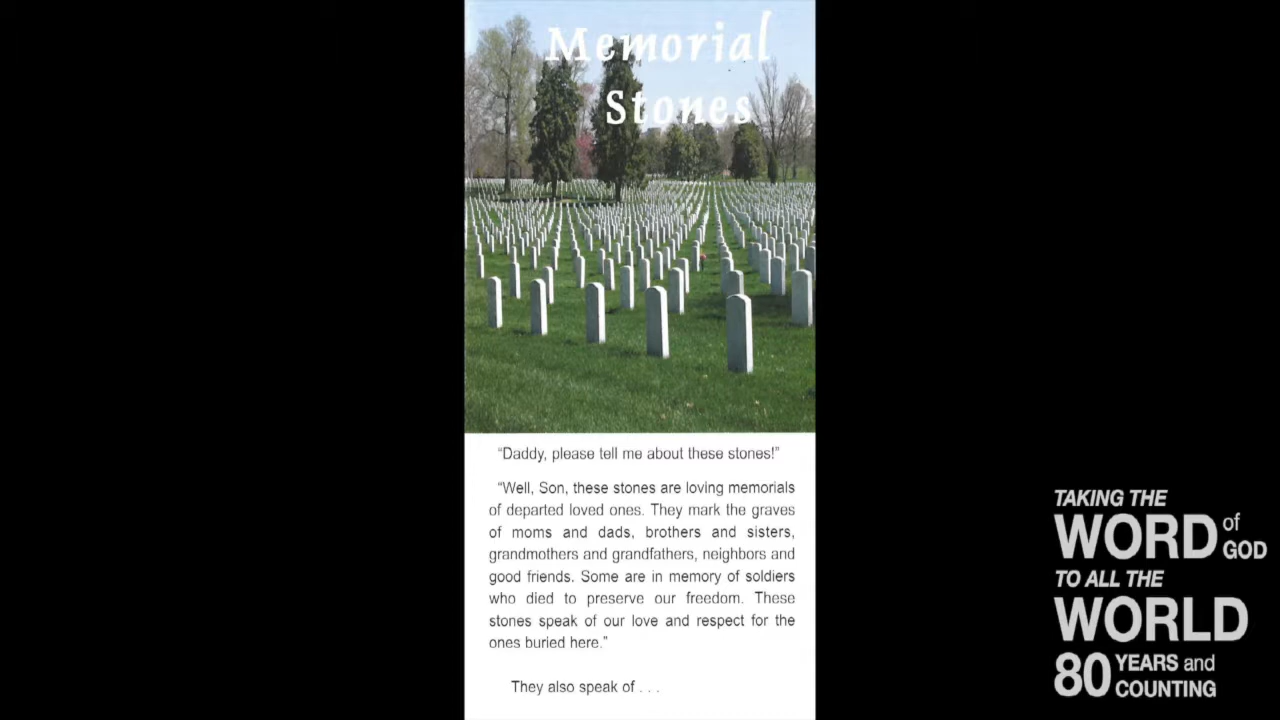 Memorial
Stones
“Daddy, please tell me about these stones!”
“Well, Son, these stones are loving memorials
of departed loved ones. They mark the graves
of moms and dads, brothers and sisters,
grandmothers and grandfathers, neighbors and
good friends. Some are in memory of soldiers
who died to preserve our freedom. These
stones speak of our love and respect for the
ones buried here.”
They also speak of . . .
TAKING THE
WORD of GOD
TO ALL THE
WORLD
80 YEARS and
COUNTING